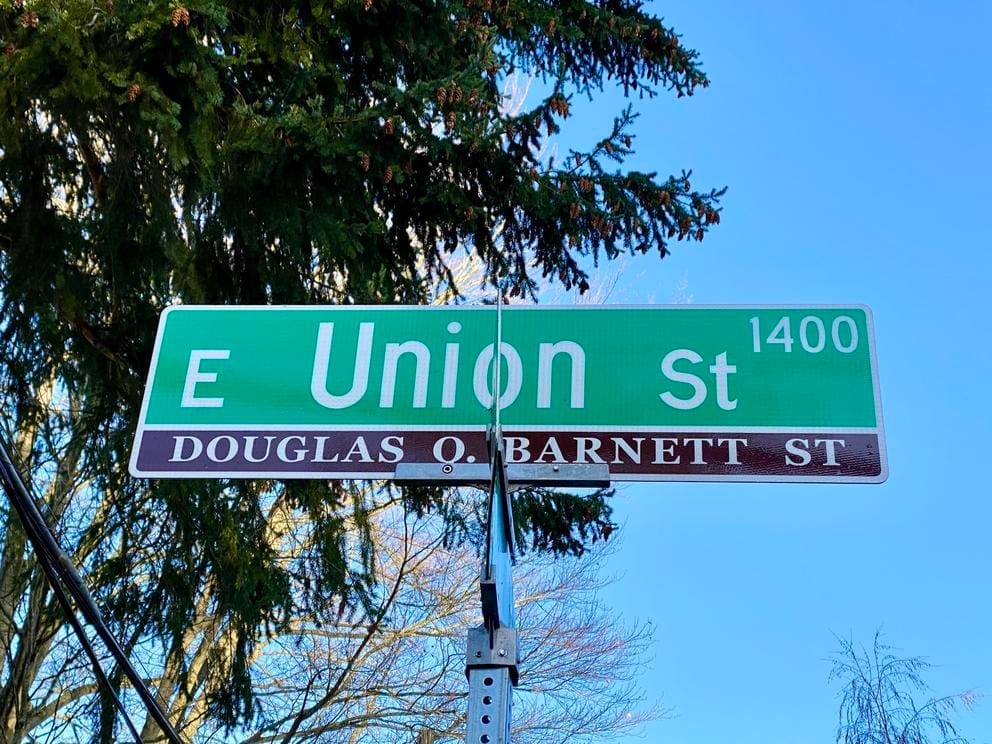 E Union St 1400
DOUGLAS Q. BARNETT ST